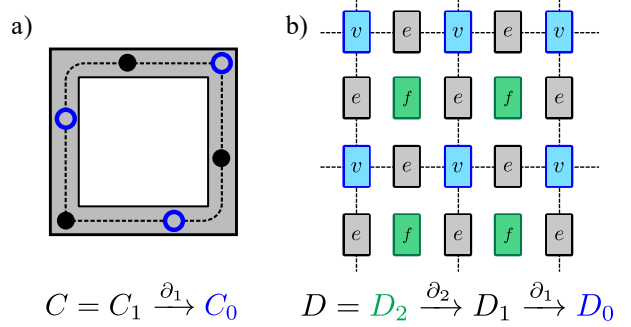 a)
b)
v e v e v
e f e f e
v e v e v
e f e f e
C = C₁ —∂₁→ C₀
D = D₂ —∂₂→ D₁ —∂₁→ D₀